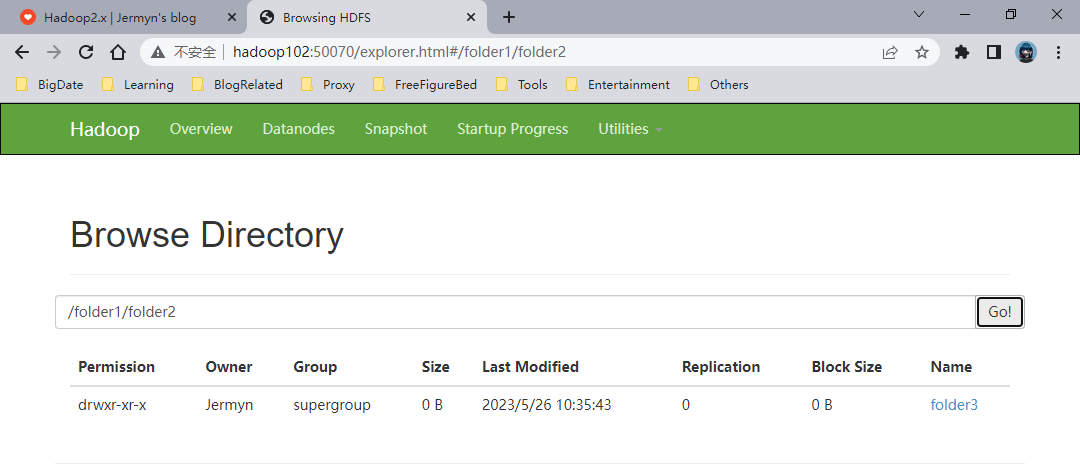 Hadoop2.x | Jermyn's blog Browsing HDFS
不安全 hadoop102:50070/explorer.html#/folder1/folder2
BigDate Learning BlogRelated Proxy FreeFigureBed Tools Entertainment Others
Hadoop Overview Datanodes Snapshot Startup Progress Utilities
Browse Directory
/folder1/folder2 Go!
Permission Owner Group Size Last Modified Replication Block Size Name
drwxr-xr-x Jermyn supergroup 0 B 2023/5/26 10:35:43 0 0 B folder3